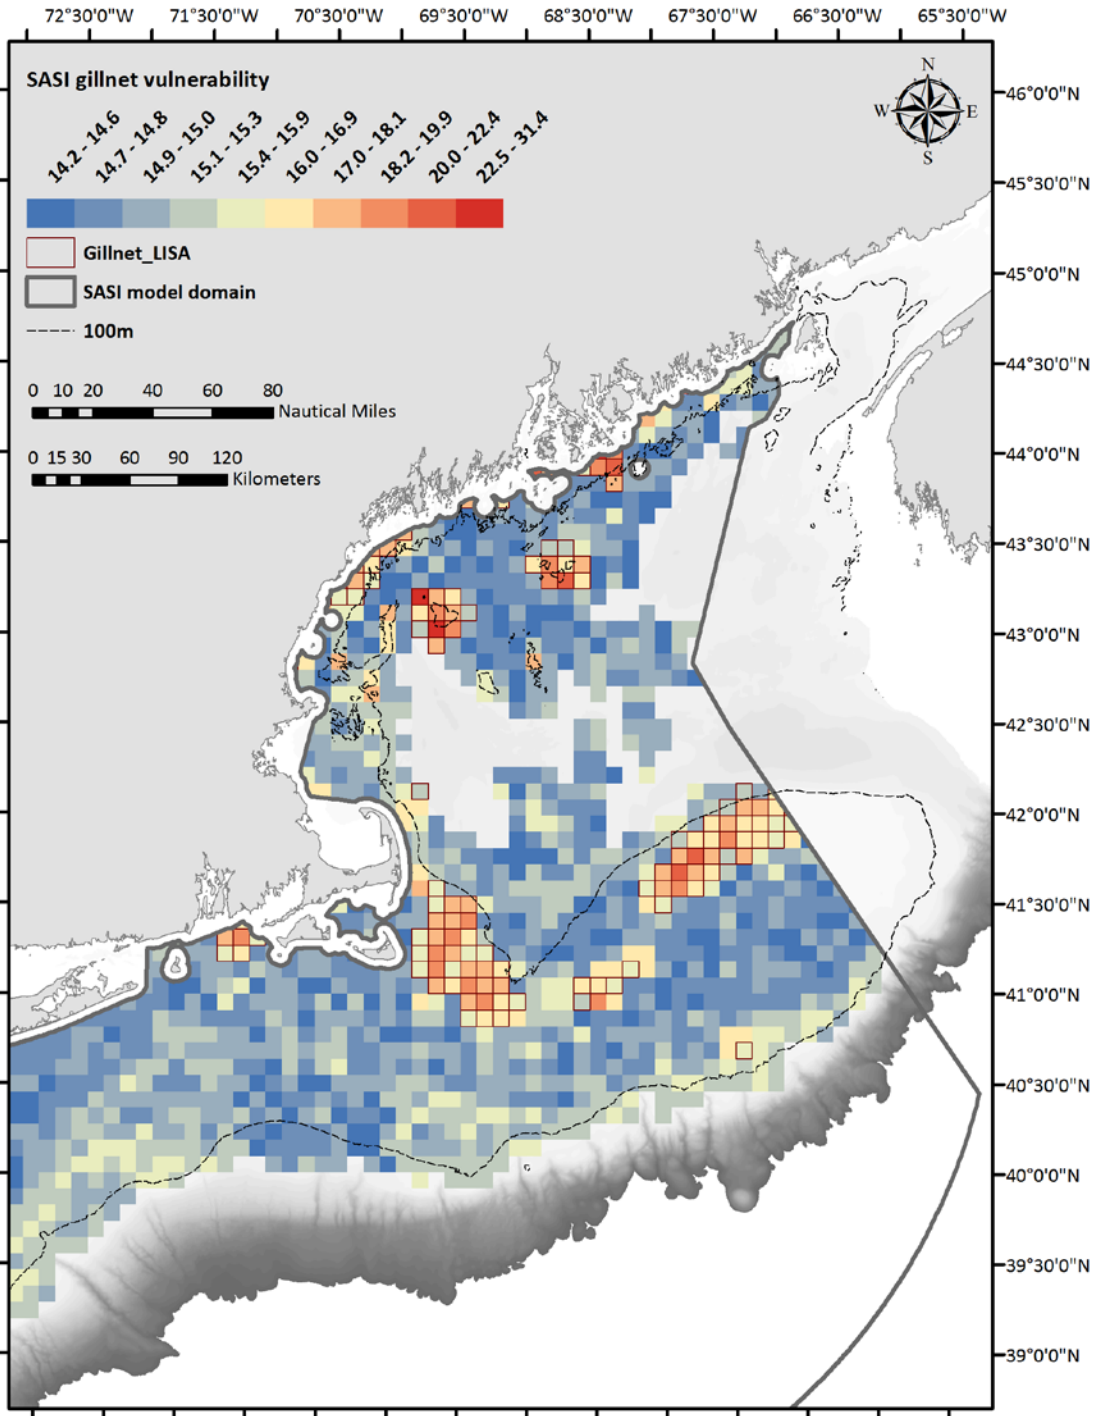 72°30'0"W 71°30'0"W 70°30'0"W 69°30'0"W 68°30'0"W 67°30'0"W 66°30'0"W 65°30'0"W
SASI gillnet vulnerability
14.2 - 14.6
14.7 - 14.8
14.9 - 15.0
15.1 - 15.3
15.4 - 15.9
16.0 - 16.9
17.0 - 18.1
18.2 - 19.9
20.0 - 22.4
22.5 - 31.4
Gillnet_LISA
SASI model domain
100m
0 10 20 40 60 80
Nautical Miles
0 15 30 60 90 120
Kilometers
N
W E
S
46°0'0"N
45°30'0"N
45°0'0"N
44°30'0"N
44°0'0"N
43°30'0"N
43°0'0"N
42°30'0"N
42°0'0"N
41°30'0"N
41°0'0"N
40°30'0"N
40°0'0"N
39°30'0"N
39°0'0"N